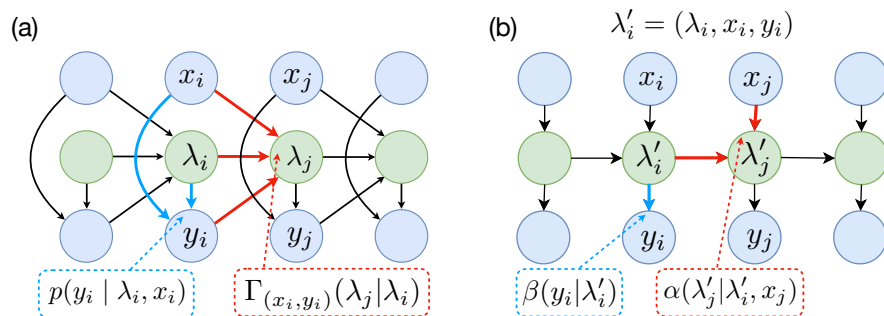 (a)
x_i
x_j
λ_i
λ_j
y_i
y_j
p(y_i | λ_i, x_i)
Γ_{(x_i,y_i)}(λ_j|λ_i)
(b)
λ'_i = (λ_i, x_i, y_i)
x_i
x_j
λ'_i
λ'_j
y_i
y_j
β(y_i|λ'_i)
α(λ'_j|λ'_i, x_j)